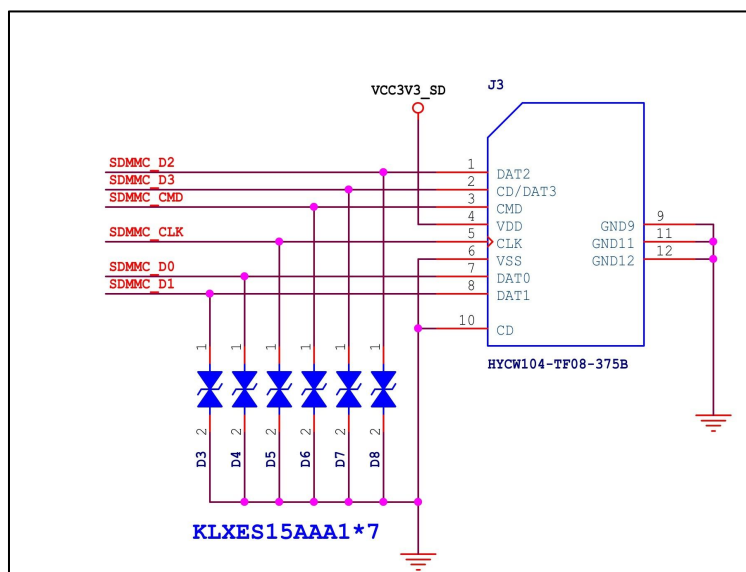 J3
VCC3V3_SD
SDMMC_D2
SDMMC_D3
SDMMC_CMD
SDMMC_CLK
SDMMC_D0
SDMMC_D1
1 DAT2
2 CD/DAT3
3 CMD
4 VDD
5 CLK
6 VSS
7 DAT0
8 DAT1
10 CD
GND9 9
GND11 11
GND12 12
HYCW104-TF08-375B
1 1 1 1 1 1
2 2 2 2 2 2
D3 D4 D5 D6 D7 D8
KLXES15AAA1*7